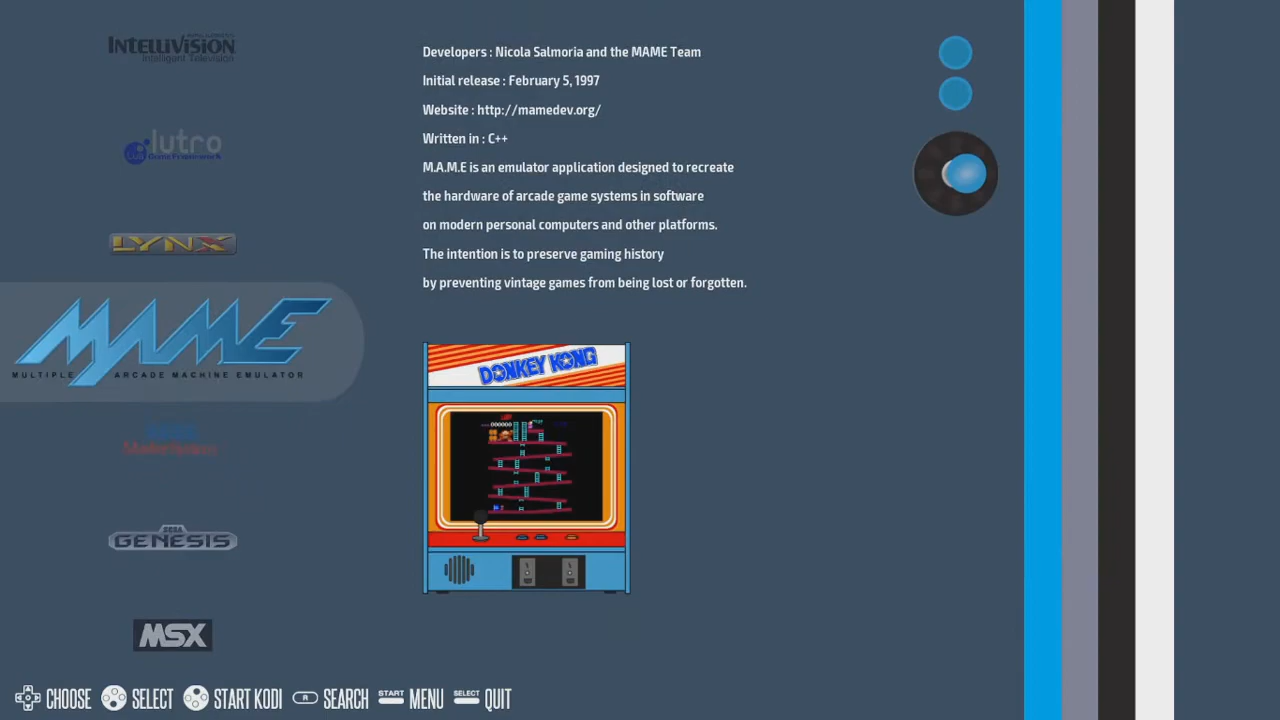 INTELLIVISION
Intelligent Television
lutro
LYNX
MAME
MULTIPLE ARCADE MACHINE EMULATOR
SEGA
GENESIS
MSX
Developers : Nicola Salmoria and the MAME Team
Initial release : February 5, 1997
Website : http://mamedev.org/
Written in : C++
M.A.M.E is an emulator application designed to recreate
the hardware of arcade game systems in software
on modern personal computers and other platforms.
The intention is to preserve gaming history
by preventing vintage games from being lost or forgotten.
DONKEY KONG
CHOOSE SELECT START KODI R SEARCH START MENU SELECT QUIT